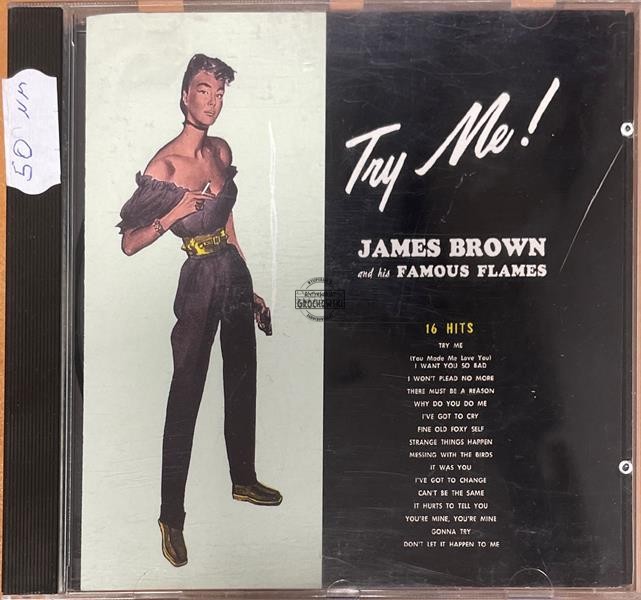 50 NM
Try Me!
JAMES BROWN
and his FAMOUS FLAMES
GROCHOWSKI
16 HITS
TRY ME
(You Made Me Love You)
I WANT YOU SO BAD
I WON'T PLEAD NO MORE
THERE MUST BE A REASON
WHY DO YOU DO ME
I'VE GOT TO CRY
FINE OLD FOXY SELF
STRANGE THINGS HAPPEN
MESSING WITH THE BIRDS
IT WAS YOU
I'VE GOT TO CHANGE
CAN'T BE THE SAME
IT HURTS TO TELL YOU
YOU'RE MINE, YOU'RE MINE
GONNA TRY
DON'T LET IT HAPPEN TO ME